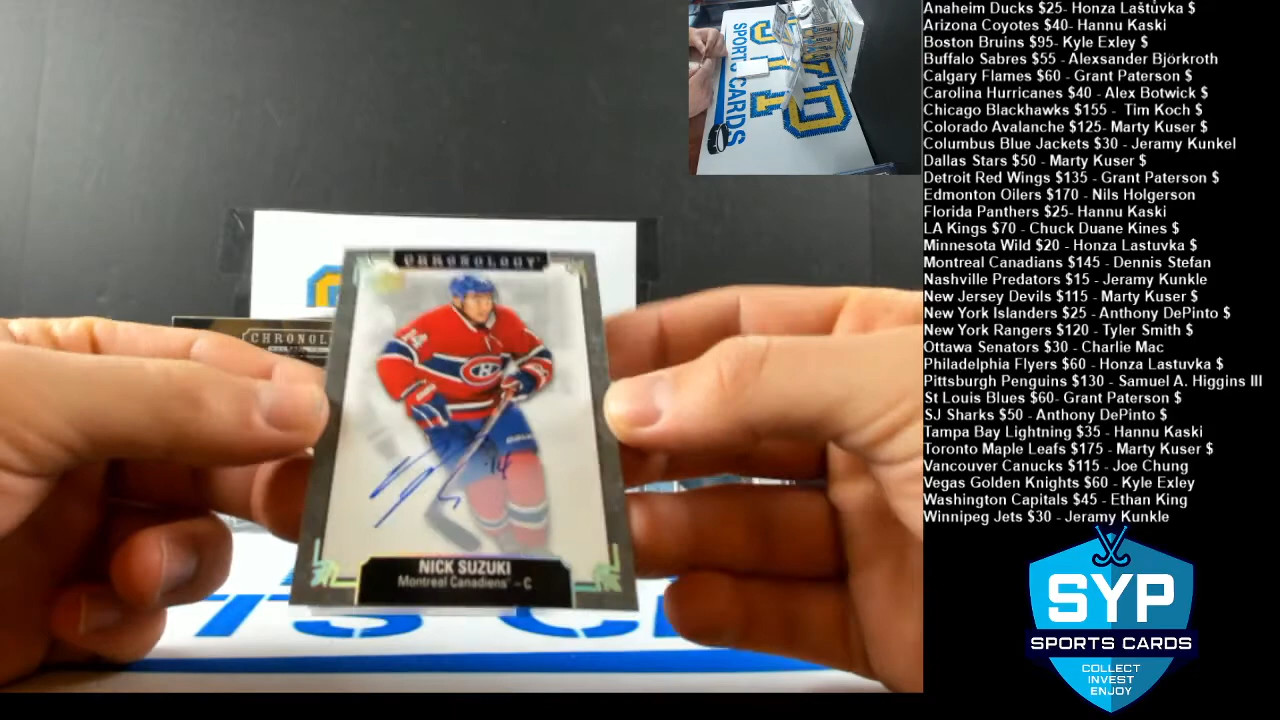 Anaheim Ducks $25- Honza Laštůvka $
Arizona Coyotes $40- Hannu Kaski
Boston Bruins $95- Kyle Exley $
Buffalo Sabres $55 - Alexsander Björkroth
Calgary Flames $60 - Grant Paterson $
Carolina Hurricanes $40 - Alex Botwick $
Chicago Blackhawks $155 - Tim Koch $
Colorado Avalanche $125- Marty Kuser $
Columbus Blue Jackets $30 - Jeramy Kunkel
Dallas Stars $50 - Marty Kuser $
Detroit Red Wings $135 - Grant Paterson $
Edmonton Oilers $170 - Nils Holgerson
Florida Panthers $25- Hannu Kaski
LA Kings $70 - Chuck Duane Kines $
Minnesota Wild $20 - Honza Lastuvka $
Montreal Canadiens $145 - Dennis Stefan
Nashville Predators $15 - Jeramy Kunkle
New Jersey Devils $115 - Marty Kuser $
New York Islanders $25 - Anthony DePinto $
New York Rangers $120 - Tyler Smith $
Ottawa Senators $30 - Charlie Mac
Philadelphia Flyers $60 - Honza Lastuvka $
Pittsburgh Penguins $130 - Samuel A. Higgins III
St Louis Blues $60- Grant Paterson $
SJ Sharks $50 - Anthony DePinto $
Tampa Bay Lightning $35 - Hannu Kaski
Toronto Maple Leafs $175 - Marty Kuser $
Vancouver Canucks $115 - Joe Chung
Vegas Golden Knights $60 - Kyle Exley
Washington Capitals $45 - Ethan King
Winnipeg Jets $30 - Jeramy Kunkle
SYP
SPORTS CARDS
COLLECT
INVEST
ENJOY
SYP
SPORTS CARDS
CHRONOLOGY
CHRONOL
14
14
NICK SUZUKI
Montreal Canadiens® - C